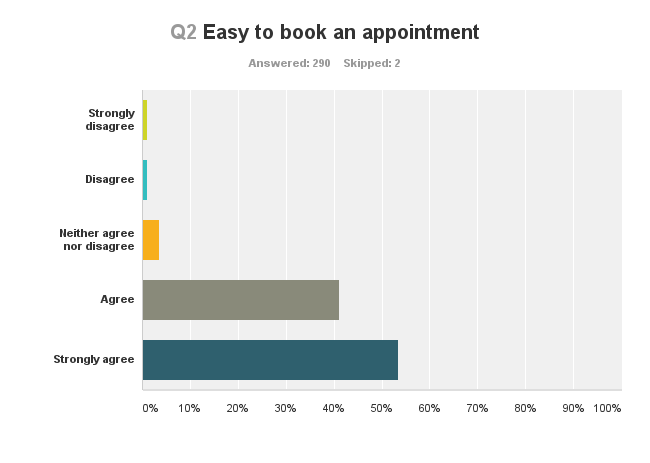 Q2 Easy to book an appointment
Answered: 290 Skipped: 2
Strongly
disagree
Disagree
Neither agree
nor disagree
Agree
Strongly agree
0% 10% 20% 30% 40% 50% 60% 70% 80% 90% 100%